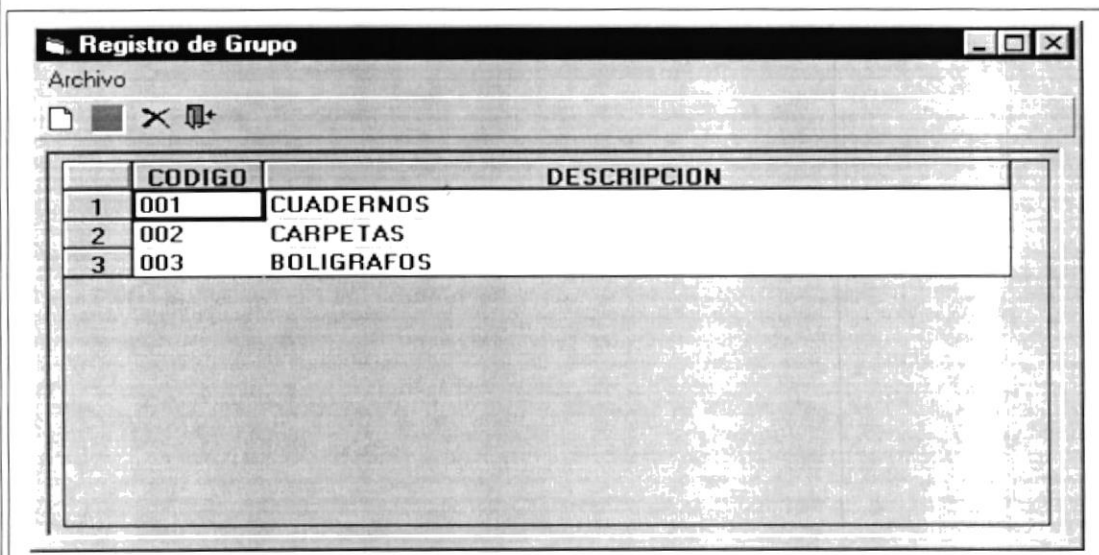 Registro de Grupo
Archivo
CODIGO DESCRIPCION
1 001 CUADERNOS
2 002 CARPETAS
3 003 BOLIGRAFOS